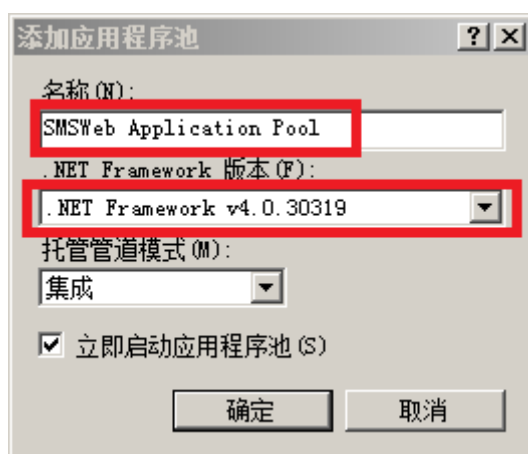 添加应用程序池
名称(N):
SMSWeb Application Pool
.NET Framework 版本(F):
.NET Framework v4.0.30319
托管管道模式(M):
集成
立即启动应用程序池(S)
确定 取消